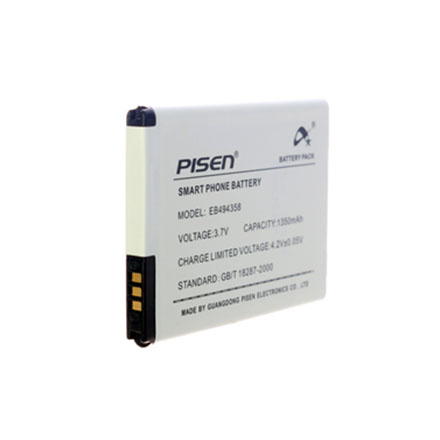 PISEN®
BATTERY PACK
SMART PHONE BATTERY
MODEL: EB494358
VOLTAGE:3.7V CAPACITY:1350mAh
CHARGE LIMITED VOLTAGE:4.2V±0.05V
STANDARD: GB/T 18287-2000
MADE BY GUANGDONG PISEN ELECTRONICS CO., LTD